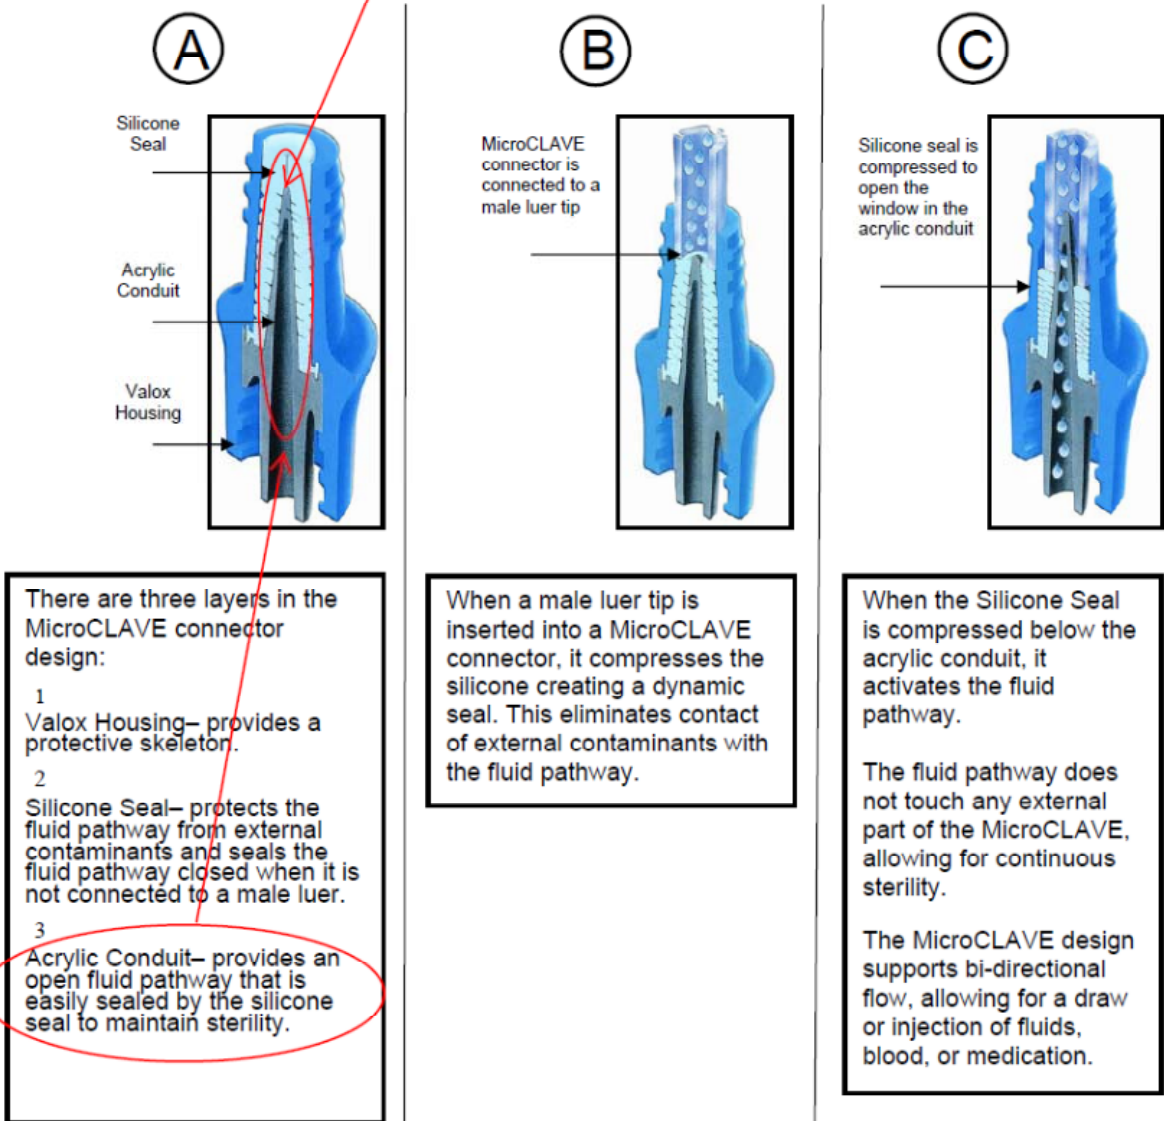 A
Silicone
Seal
Acrylic
Conduit
Valox
Housing
There are three layers in the
MicroCLAVE connector
design:
1
Valox Housing– provides a
protective skeleton.
2
Silicone Seal– protects the
fluid pathway from external
contaminants and seals the
fluid pathway closed when it is
not connected to a male luer.
3
Acrylic Conduit– provides an
open fluid pathway that is
easily sealed by the silicone
seal to maintain sterility.
B
MicroCLAVE
connector is
connected to a
male luer tip
When a male luer tip is
inserted into a MicroCLAVE
connector, it compresses the
silicone creating a dynamic
seal. This eliminates contact
of external contaminants with
the fluid pathway.
C
Silicone seal is
compressed to
open the
window in the
acrylic conduit
When the Silicone Seal
is compressed below the
acrylic conduit, it
activates the fluid
pathway.
The fluid pathway does
not touch any external
part of the MicroCLAVE,
allowing for continuous
sterility.
The MicroCLAVE design
supports bi-directional
flow, allowing for a draw
or injection of fluids,
blood, or medication.